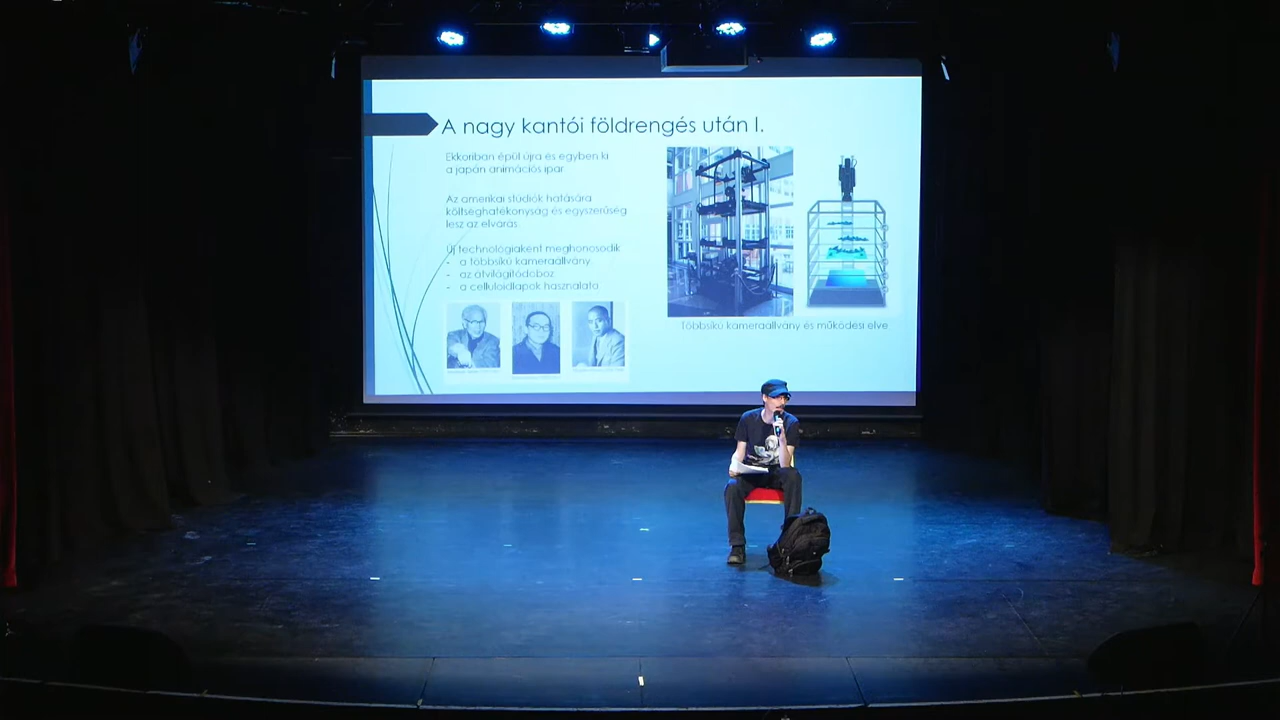 A nagy kantói földrengés után I.
Ekkoriban épül újra és egyben ki
a japán animációs ipar
Az amerikai stúdiók hatására
költséghatékonyság és egyszerűség
lesz az elvárás
Új technológiaként meghonosodik
- a többsíkú kameraállvány
- az átvilágítódoboz
- a celluloidlapok használata
Többsíkú kameraállvány és működési elve